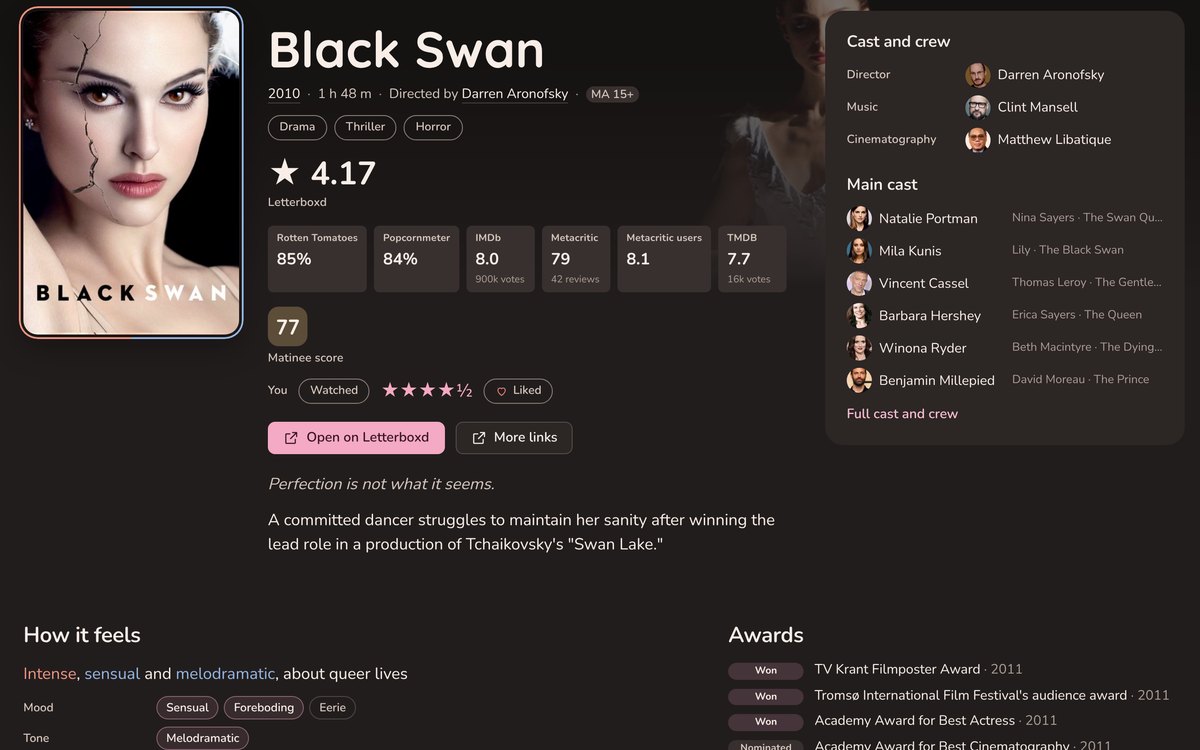 BLACK SWAN
Black Swan
2010 · 1 h 48 m · Directed by Darren Aronofsky · MA 15+
Drama Thriller Horror
★ 4.17
Letterboxd
Rotten Tomatoes Popcornmeter IMDb Metacritic Metacritic users TMDB
85% 84% 8.0 79 8.1 7.7
900k votes 42 reviews 16k votes
77
Matinee score
You Watched ★★★★½ Liked
Open on Letterboxd More links
Perfection is not what it seems.
A committed dancer struggles to maintain her sanity after winning the
lead role in a production of Tchaikovsky's "Swan Lake."
Cast and crew
Director Darren Aronofsky
Music Clint Mansell
Cinematography Matthew Libatique
Main cast
Natalie Portman Nina Sayers · The Swan Qu...
Mila Kunis Lily · The Black Swan
Vincent Cassel Thomas Leroy · The Gentle...
Barbara Hershey Erica Sayers · The Queen
Winona Ryder Beth Macintyre · The Dying...
Benjamin Millepied David Moreau · The Prince
Full cast and crew
How it feels
Intense, sensual and melodramatic, about queer lives
Mood Sensual Foreboding Eerie
Tone Melodramatic
Awards
Won TV Krant Filmposter Award · 2011
Won Tromsø International Film Festival's audience award · 2011
Won Academy Award for Best Actress · 2011
Nominated Academy Award for Best Cinematography · 2011